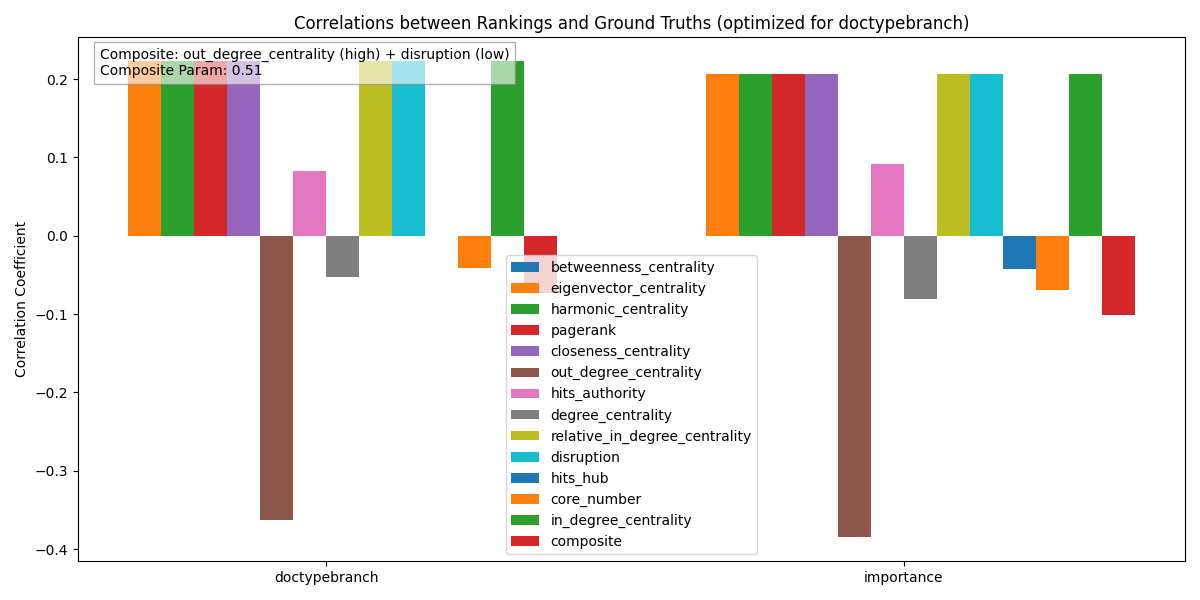 Correlations between Rankings and Ground Truths (optimized for doctypebranch)
Composite: out_degree_centrality (high) + disruption (low)
Composite Param: 0.51
Correlation Coefficient
0.2
0.1
0.0
−0.1
−0.2
−0.3
−0.4
betweenness_centrality
eigenvector_centrality
harmonic_centrality
pagerank
closeness_centrality
out_degree_centrality
hits_authority
degree_centrality
relative_in_degree_centrality
disruption
hits_hub
core_number
in_degree_centrality
composite
doctypebranch
importance